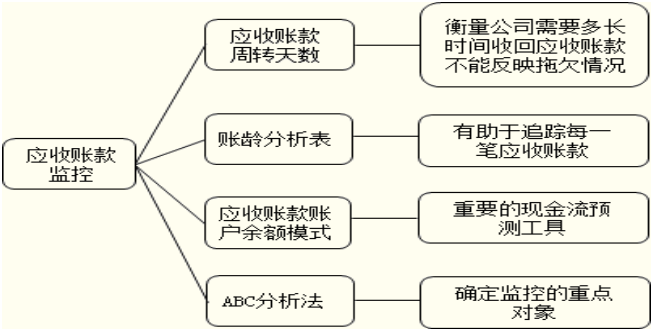 应收账款
监控
应收账款
周转天数
衡量公司需要多长
时间收回应收账款
不能反映拖欠情况
账龄分析表
有助于追踪每一
笔应收账款
应收账款账
户余额模式
重要的现金流预
测工具
ABC分析法
确定监控的重点
对象